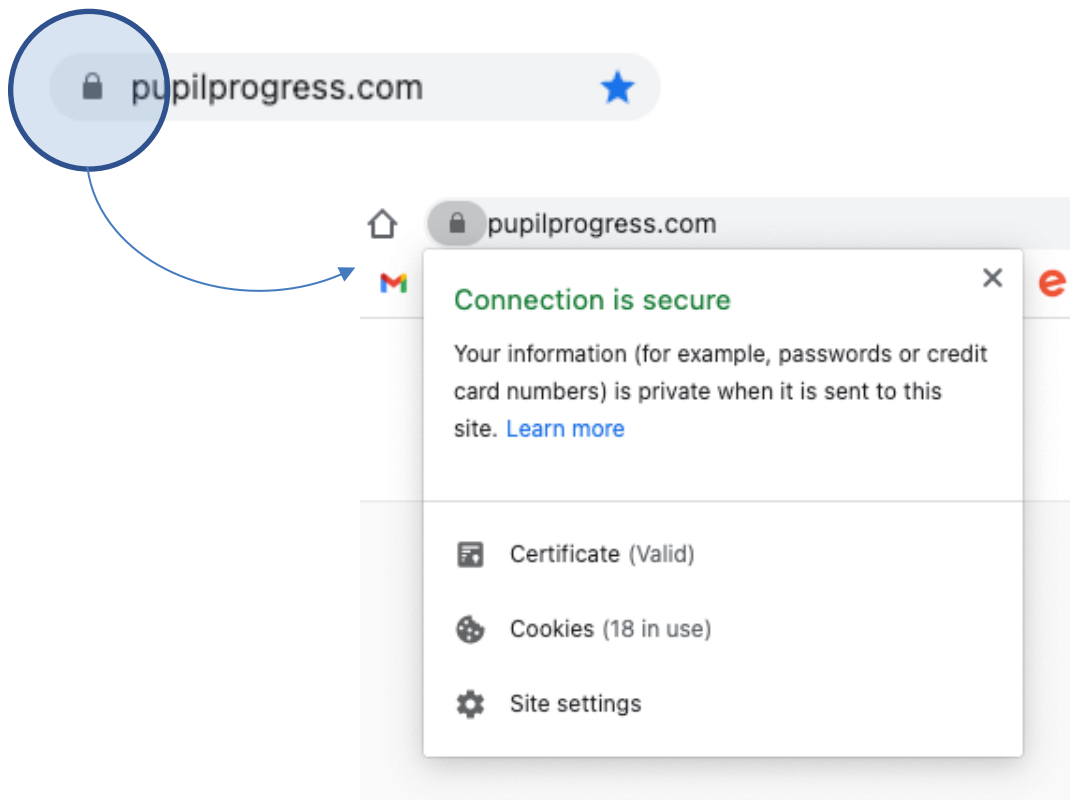 pupilprogress.com
pupilprogress.com
Connection is secure
Your information (for example, passwords or credit
card numbers) is private when it is sent to this
site. Learn more
Certificate (Valid)
Cookies (18 in use)
Site settings